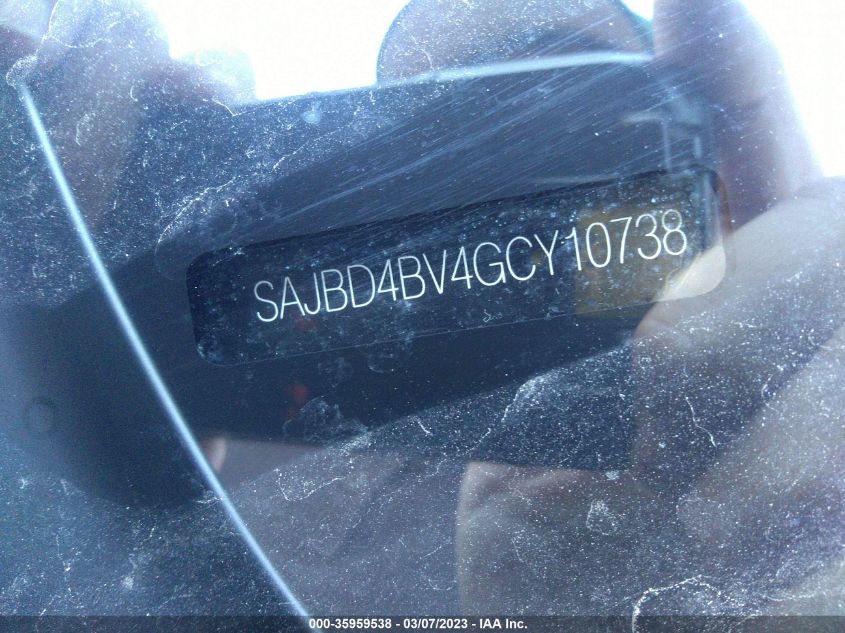 SAJBD4BV4GCY10738
000-35959538 - 03/07/2023 - IAA Inc.